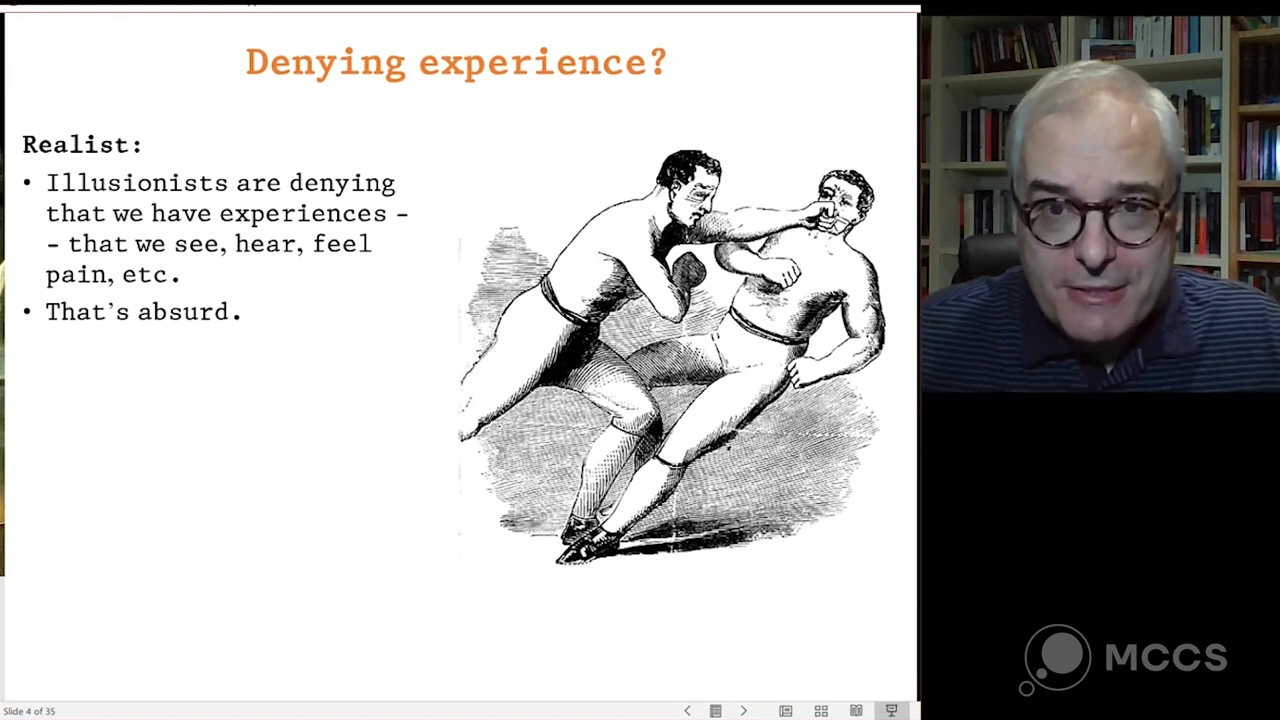 Denying experience?
Realist:
• Illusionists are denying
that we have experiences –
– that we see, hear, feel
pain, etc.
• That's absurd.
Slide 4 of 35
MCCS